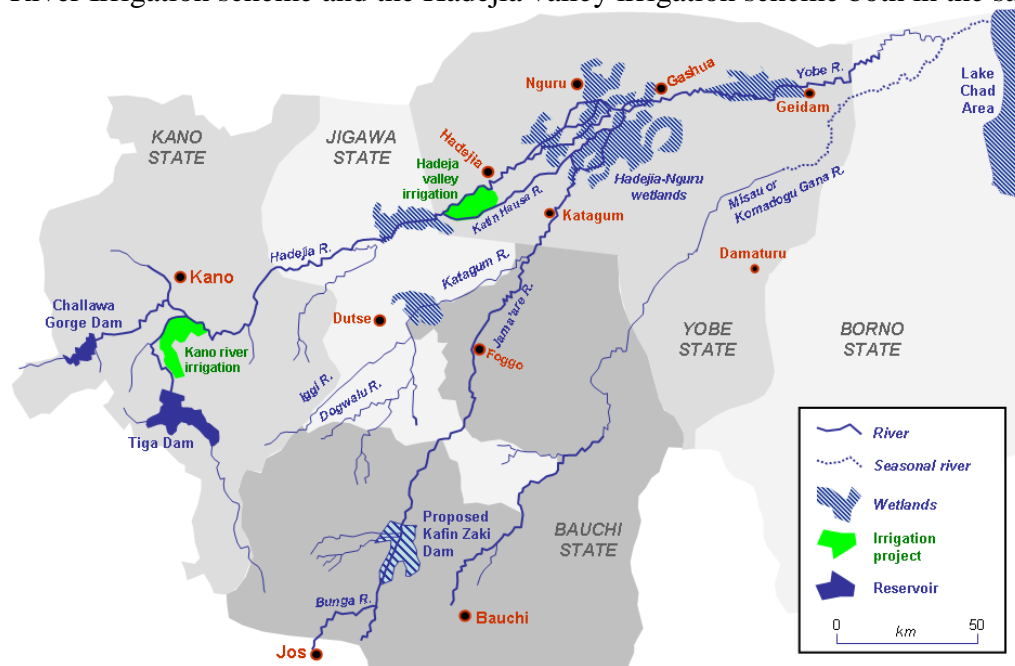 River Irrigation scheme and the Hadejia valley irrigation scheme both in the su
Nguru
Gashua
Yobe R.
Lake
Chad
Area
Geidam
KANO
STATE
JIGAWA
STATE
Hadejia
Hadeja
valley
irrigation
Hadejia-Nguru
wetlands
Katin Hausa R.
Katagum
Misau or
Komadogu Gana R.
Hadejia R.
Kano
Katagum R.
Damaturu
Challawa
Gorge Dam
Dutse
Jama'are R.
YOBE
STATE
BORNO
STATE
Kano river
irrigation
Foggo
Iggi R.
Dogwalu R.
Tiga Dam
River
Seasonal river
Wetlands
Irrigation
project
Reservoir
0 50
km
Proposed
Kafin Zaki
Dam
BAUCHI
STATE
Bunga R.
Bauchi
Jos